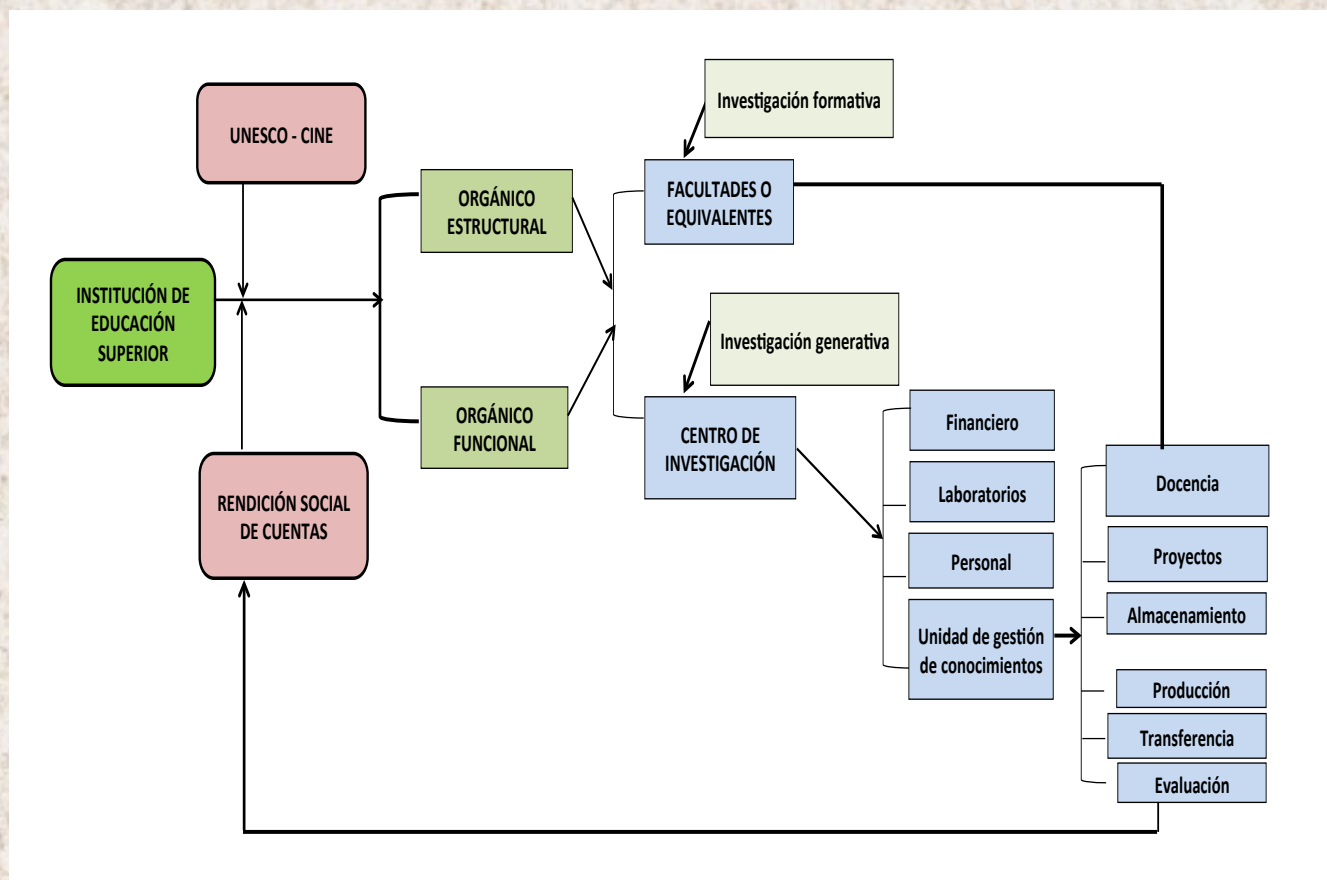 UNESCO - CINE
INSTITUCIÓN DE
EDUCACIÓN
SUPERIOR
RENDICIÓN SOCIAL
DE CUENTAS
ORGÁNICO
ESTRUCTURAL
ORGÁNICO
FUNCIONAL
Investigación formativa
FACULTADES O
EQUIVALENTES
Investigación generativa
CENTRO DE
INVESTIGACIÓN
Financiero
Laboratorios
Personal
Unidad de gestión
de conocimientos
Docencia
Proyectos
Almacenamiento
Producción
Transferencia
Evaluación